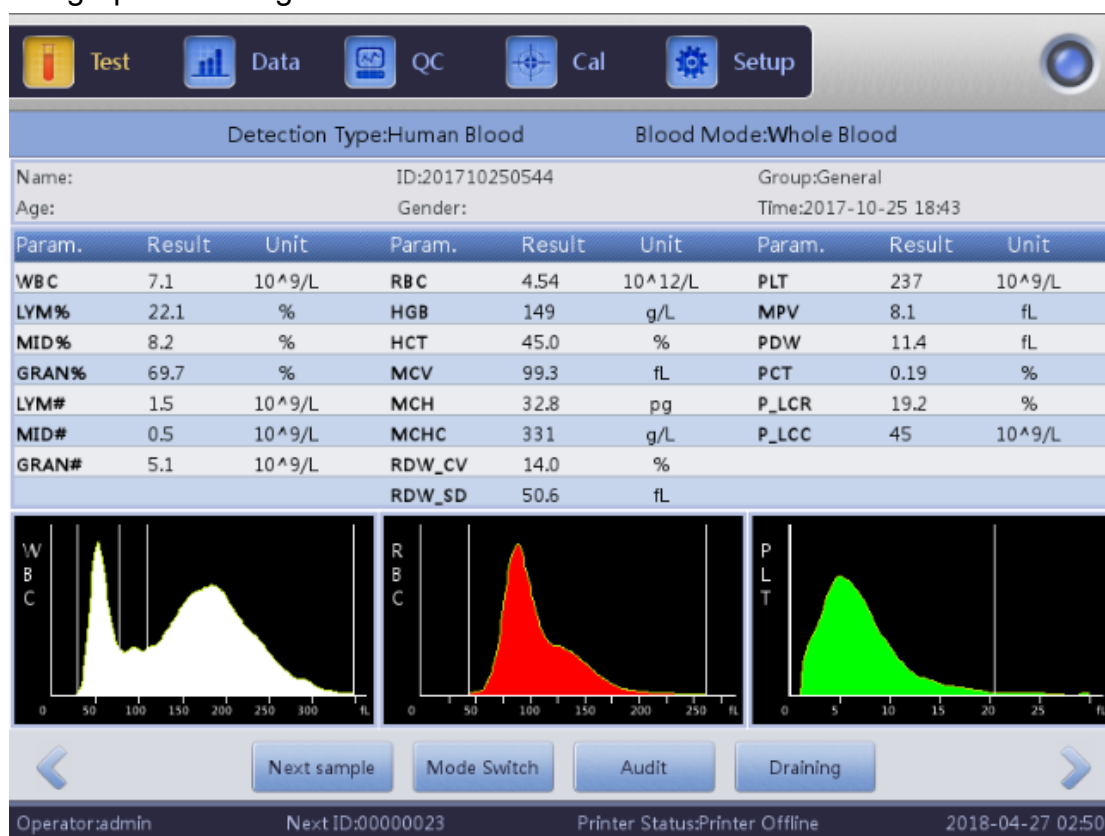 Test Data QC Cal Setup
Detection Type:Human Blood Blood Mode:Whole Blood
Name: ID:201710250544 Group:General
Age: Gender: Time:2017-10-25 18:43
Param. Result Unit Param. Result Unit Param. Result Unit
WBC 7.1 10^9/L RBC 4.54 10^12/L PLT 237 10^9/L
LYM% 22.1 % HGB 149 g/L MPV 8.1 fL
MID% 8.2 % HCT 45.0 % PDW 11.4 fL
GRAN% 69.7 % MCV 99.3 fL PCT 0.19 %
LYM# 1.5 10^9/L MCH 32.8 pg P_LCR 19.2 %
MID# 0.5 10^9/L MCHC 331 g/L P_LCC 45 10^9/L
GRAN# 5.1 10^9/L RDW_CV 14.0 %
RDW_SD 50.6 fL
WBC
0 50 100 150 200 250 300 fL
RBC
0 50 100 150 200 250 fL
PLT
0 5 10 15 20 25 fL
Next sample Mode Switch Audit Draining
Operator:admin Next ID:00000023 Printer Status:Printer Offline 2018-04-27 02:50